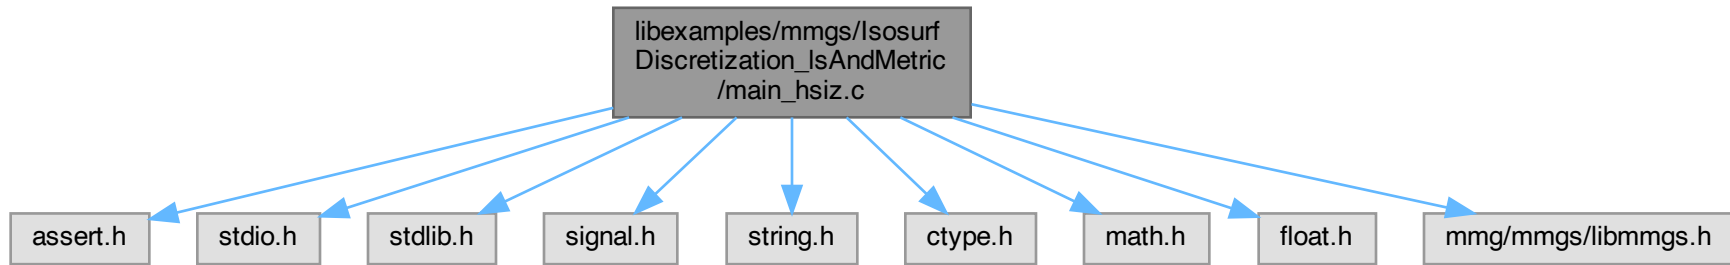 libexamples/mmgs/Isosurf
Discretization_lsAndMetric
/main_hsiz.c
assert.h
stdio.h
stdlib.h
signal.h
string.h
ctype.h
math.h
float.h
mmg/mmgs/libmmgs.h